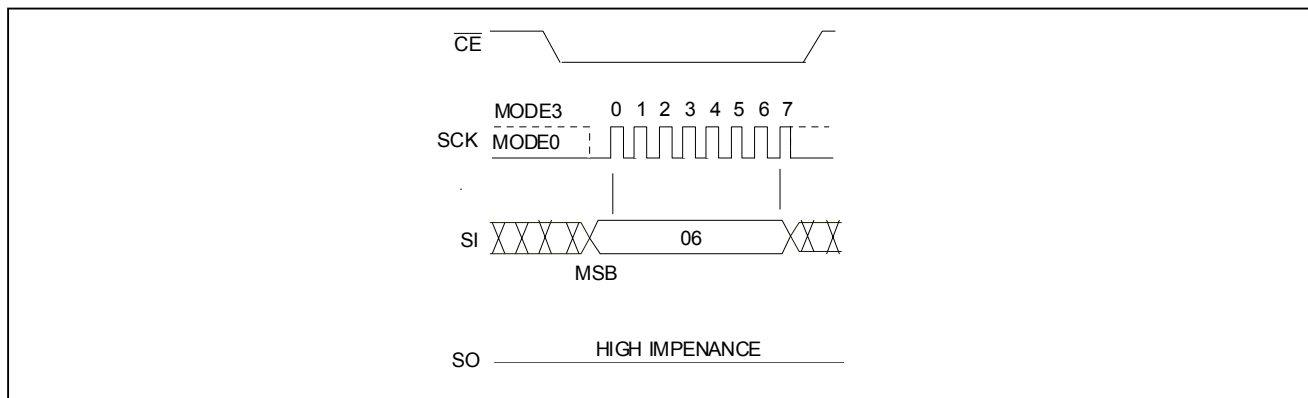 CE
MODE3 0 1 2 3 4 5 6 7
SCK MODE0
SI 06
MSB
SO HIGH IMPENANCE